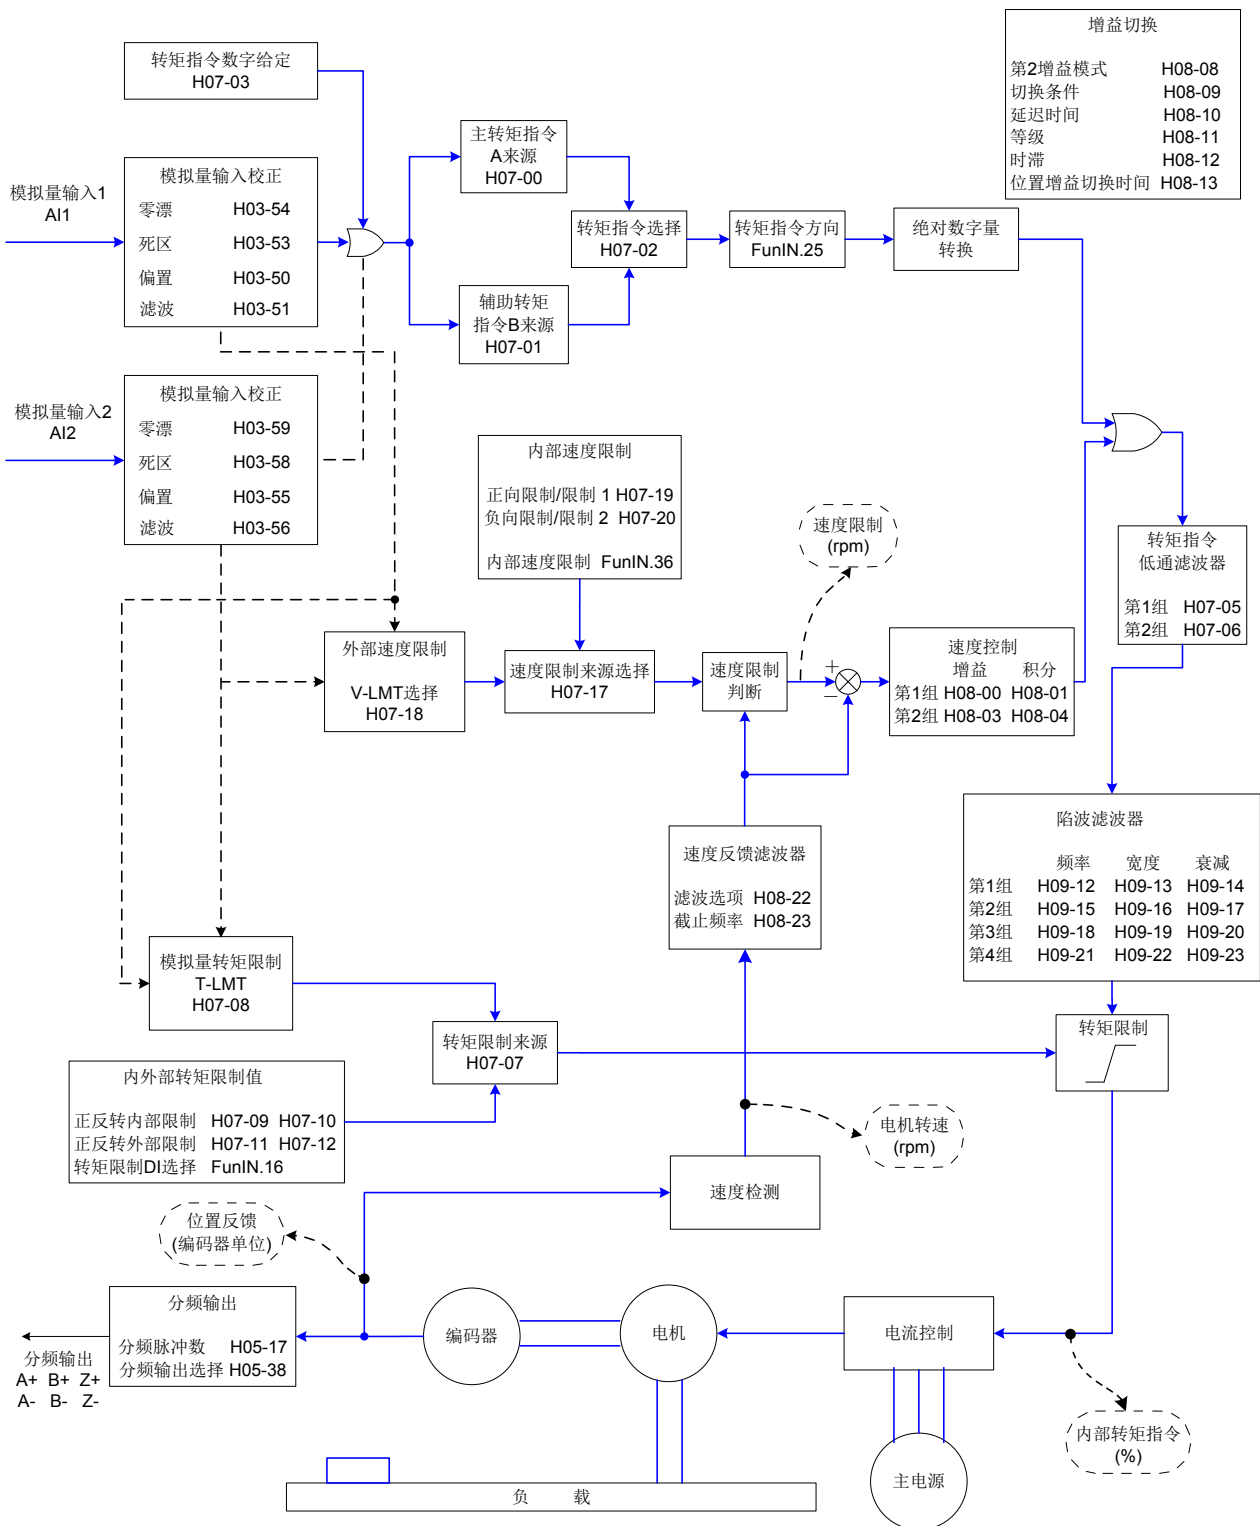 增益切换
第2增益模式 H08-08
切换条件 H08-09
延迟时间 H08-10
等级 H08-11
时滞 H08-12
位置增益切换时间 H08-13
转矩指令数字给定
H07-03
模拟量输入1
AI1
模拟量输入校正
零漂 H03-54
死区 H03-53
偏置 H03-50
滤波 H03-51
主转矩指令
A来源
H07-00
转矩指令选择
H07-02
转矩指令方向
FunIN.25
绝对数字量
转换
辅助转矩
指令B来源
H07-01
模拟量输入2
AI2
模拟量输入校正
零漂 H03-59
死区 H03-58
偏置 H03-55
滤波 H03-56
内部速度限制
正向限制/限制 1 H07-19
负向限制/限制 2 H07-20
内部速度限制 FunIN.36
速度限制
(rpm)
转矩指令
低通滤波器
第1组 H07-05
第2组 H07-06
外部速度限制
V-LMT选择
H07-18
速度限制来源选择
H07-17
速度限制
判断
+
−
速度控制
增益 积分
第1组 H08-00 H08-01
第2组 H08-03 H08-04
陷波滤波器
频率 宽度 衰减
第1组 H09-12 H09-13 H09-14
第2组 H09-15 H09-16 H09-17
第3组 H09-18 H09-19 H09-20
第4组 H09-21 H09-22 H09-23
速度反馈滤波器
滤波选项 H08-22
截止频率 H08-23
模拟量转矩限制
T-LMT
H07-08
转矩限制来源
H07-07
转矩限制
内外部转矩限制值
正反转内部限制 H07-09 H07-10
正反转外部限制 H07-11 H07-12
转矩限制DI选择 FunIN.16
电机转速
(rpm)
速度检测
位置反馈
(编码器单位)
分频输出
分频脉冲数 H05-17
分频输出选择 H05-38
编码器
电机
电流控制
分频输出
A+ B+ Z+
A- B- Z-
内部转矩指令
(%)
主电源
负 载